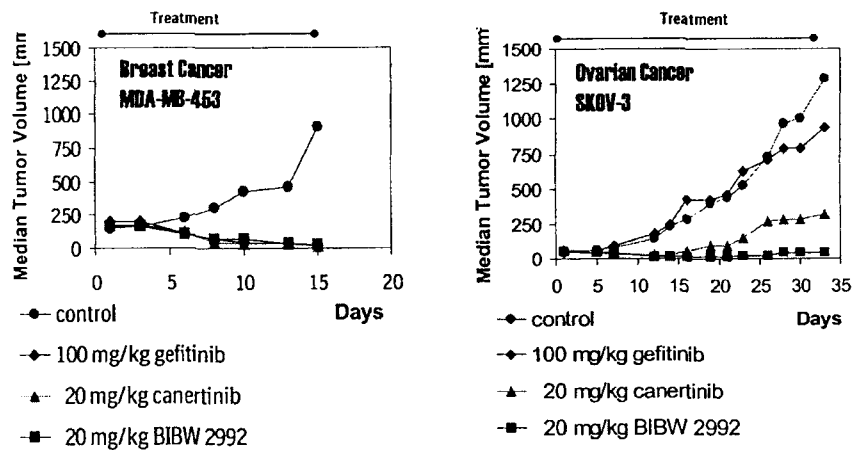 Treatment
1500
1250
1000
750
500
250
0
Median Tumor Volume [mm
Breast Cancer
MDA-MB-453
0 5 10 15 20
Days
control
100 mg/kg gefitinib
20 mg/kg canertinib
20 mg/kg BIBW 2992
Treatment
1500
1250
1000
750
500
250
0
Median Tumor Volume [mm
Ovarian Cancer
SKOV-3
0 5 10 15 20 25 30 35
Days
control
100 mg/kg gefitinib
20 mg/kg canertinib
20 mg/kg BIBW 2992